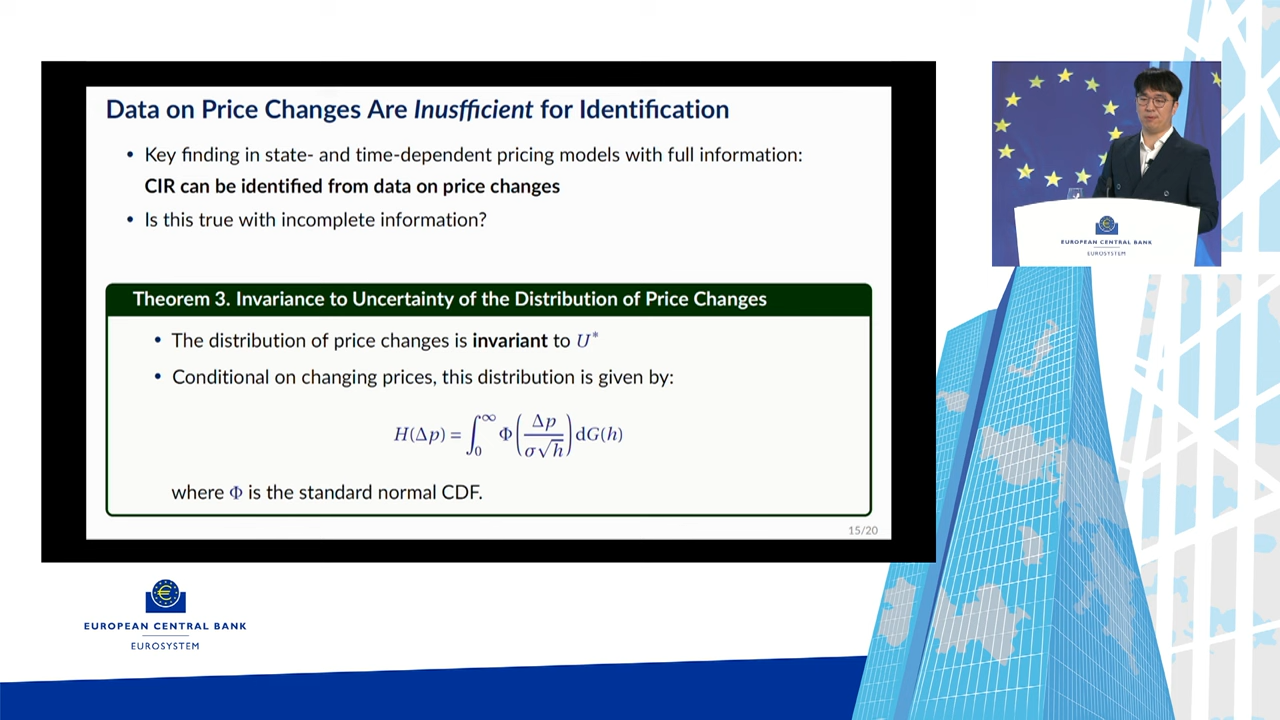 Data on Price Changes Are Inusfficient for Identification
• Key finding in state- and time-dependent pricing models with full information:
CIR can be identified from data on price changes
• Is this true with incomplete information?
Theorem 3. Invariance to Uncertainty of the Distribution of Price Changes
• The distribution of price changes is invariant to U*
• Conditional on changing prices, this distribution is given by:
H(Δp) = ∫₀^∞ Φ(Δp / σ√h) dG(h)
where Φ is the standard normal CDF.
15/20
EUROPEAN CENTRAL BANK
EUROSYSTEM
EUROPEAN CENTRAL BANK
EUROSYSTEM